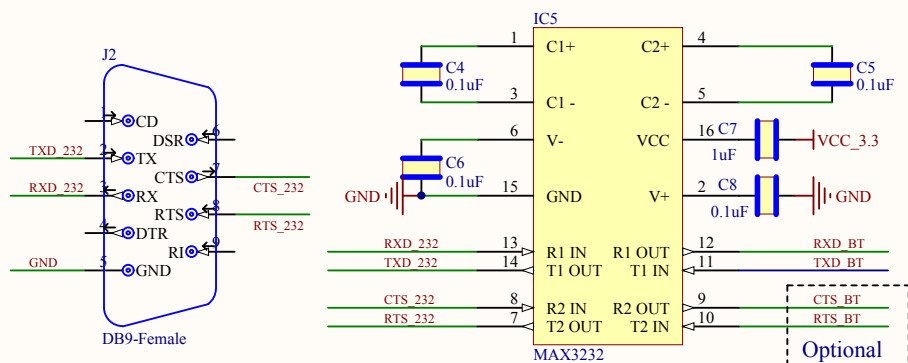 J2
1
CD
6
DSR
TXD_232
2
TX
7
CTS
CTS_232
RXD_232
3
RX
8
RTS
RTS_232
4
DTR
9
RI
GND
5
GND
DB9-Female
IC5
1
C1+
C2+
4
C4
0.1uF
C5
0.1uF
3
C1 -
C2 -
5
6
V-
VCC
16
C7
1uF
VCC_3.3
C6
0.1uF
GND
15
GND
V+
2
C8
0.1uF
GND
RXD_232
13
R1 IN
R1 OUT
12
RXD_BT
TXD_232
14
T1 OUT
T1 IN
11
TXD_BT
CTS_232
8
R2 IN
R2 OUT
9
CTS_BT
RTS_232
7
T2 OUT
T2 IN
10
RTS_BT
Optional
MAX3232